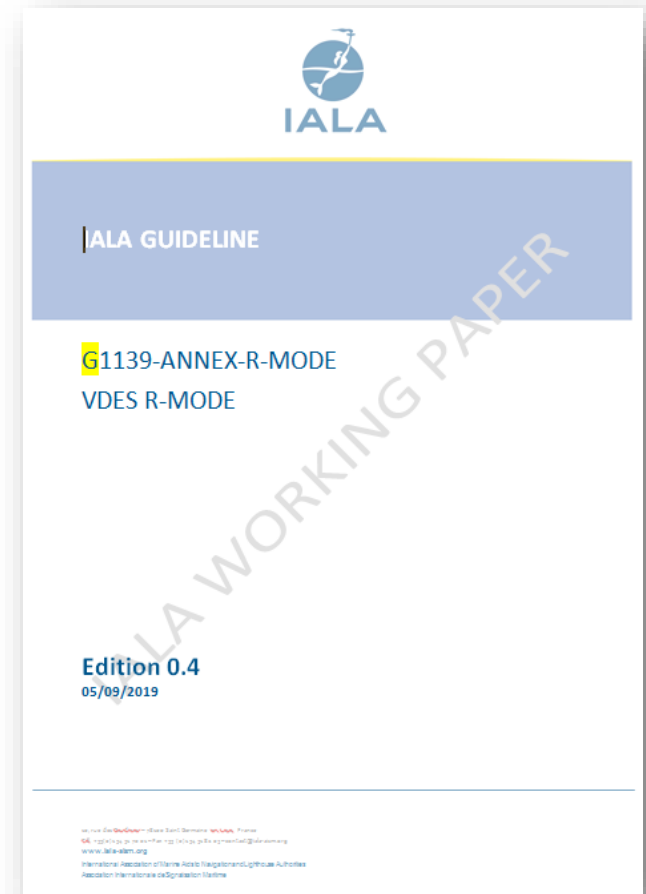 IALA
IALA GUIDELINE
G1139-ANNEX-R-MODE
VDES R-MODE
IALA WORKING PAPER
Edition 0.4
05/09/2019
www.iala-aism.org
International Association of Marine Aids to Navigation and Lighthouse Authorities
Association Internationale de Signalisation Maritime